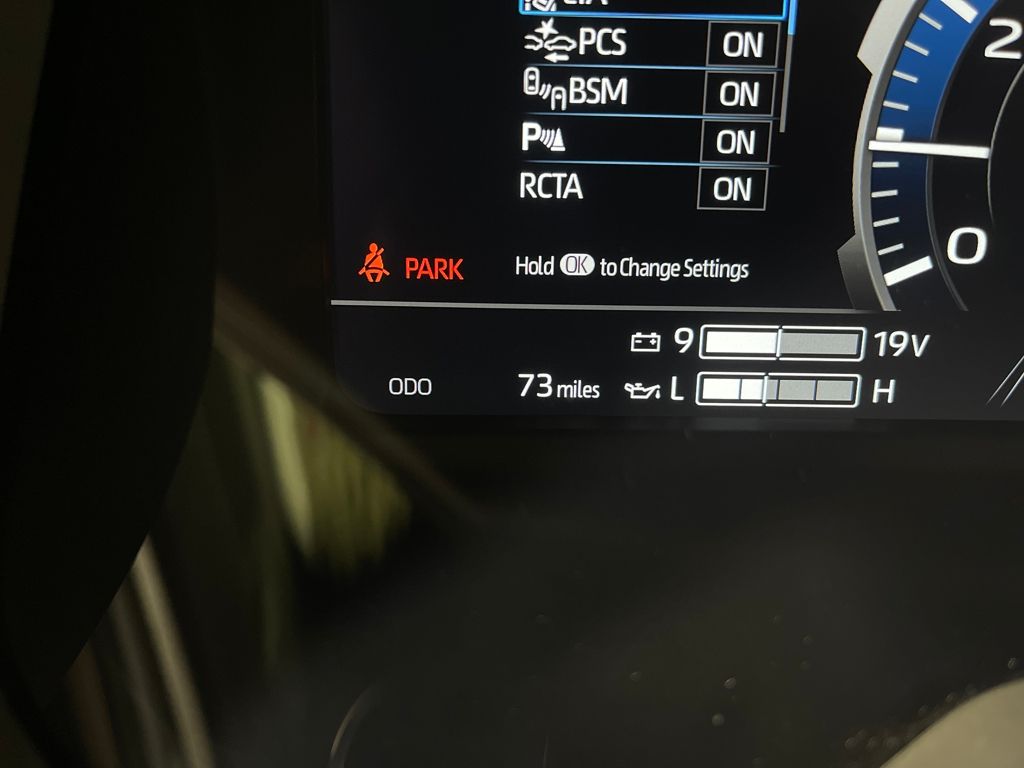 PCS ON
BSM ON
P ON
RCTA ON
PARK
Hold OK to Change Settings
2
0
9 19V
ODO 73 miles L H